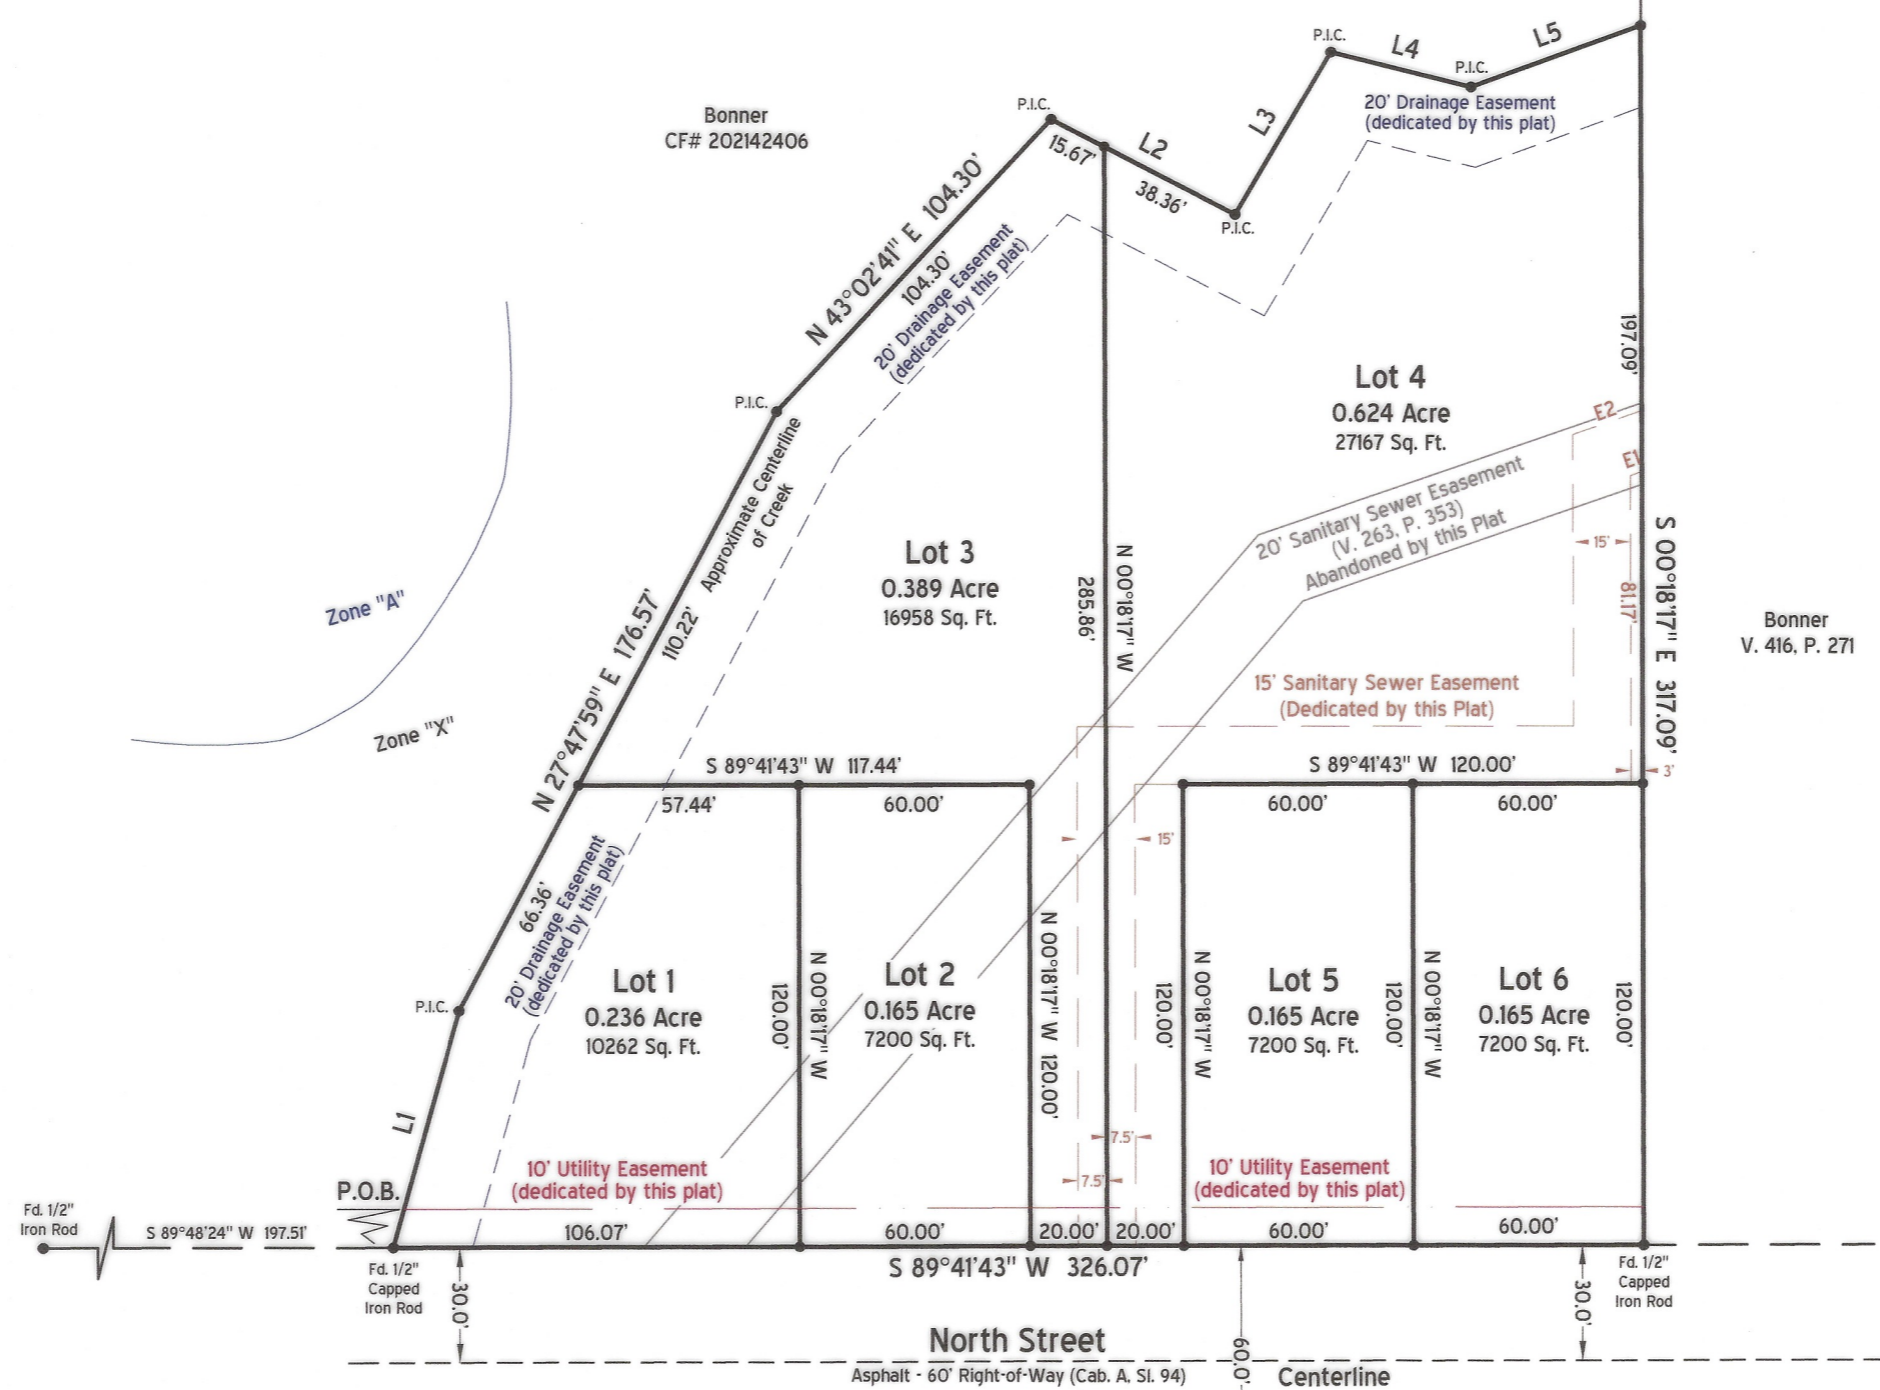 P.I.C.
L4
L5
P.I.C.
20' Drainage Easement
(dedicated by this plat)
Bonner
CF# 202142406
P.I.C.
15.67'
L2
38.36'
L3
P.I.C.
N 43°02'41" E 104.30'
104.30'
20' Drainage Easement
(dedicated by this plat)
197.09'
P.I.C.
Approximate Centerline
of Creek
Lot 4
0.624 Acre
27167 Sq. Ft.
E2
E1
20' Sanitary Sewer Esasement
(V. 263, P. 353)
Abandoned by this Plat
Lot 3
0.389 Acre
16958 Sq. Ft.
285.86'
N 00°18'17" W
15'
81.17'
S 00°18'17" E 317.09'
Bonner
V. 416, P. 271
Zone "A"
Zone "X"
N 27°47'59" E 176.57'
110.22'
15' Sanitary Sewer Easement
(Dedicated by this Plat)
S 89°41'43" W 117.44'
57.44'
60.00'
S 89°41'43" W 120.00'
60.00'
60.00'
3'
15'
66.36'
20' Drainage Easement
(dedicated by this plat)
P.I.C.
L1
Lot 1
0.236 Acre
10262 Sq. Ft.
120.00'
N 00°18'17" W
Lot 2
0.165 Acre
7200 Sq. Ft.
N 00°18'17" W 120.00'
120.00'
N 00°18'17" W
Lot 5
0.165 Acre
7200 Sq. Ft.
120.00'
N 00°18'17" W
Lot 6
0.165 Acre
7200 Sq. Ft.
120.00'
7.5'
7.5'
10' Utility Easement
(dedicated by this plat)
10' Utility Easement
(dedicated by this plat)
P.O.B.
Fd. 1/2"
Iron Rod
S 89°48'24" W 197.51'
106.07'
60.00'
20.00'
20.00'
60.00'
60.00'
S 89°41'43" W 326.07'
Fd. 1/2"
Capped
Iron Rod
30.0'
Fd. 1/2"
Capped
Iron Rod
30.0'
North Street
60.0'
Asphalt - 60' Right-of-Way (Cab. A, Sl. 94)
Centerline